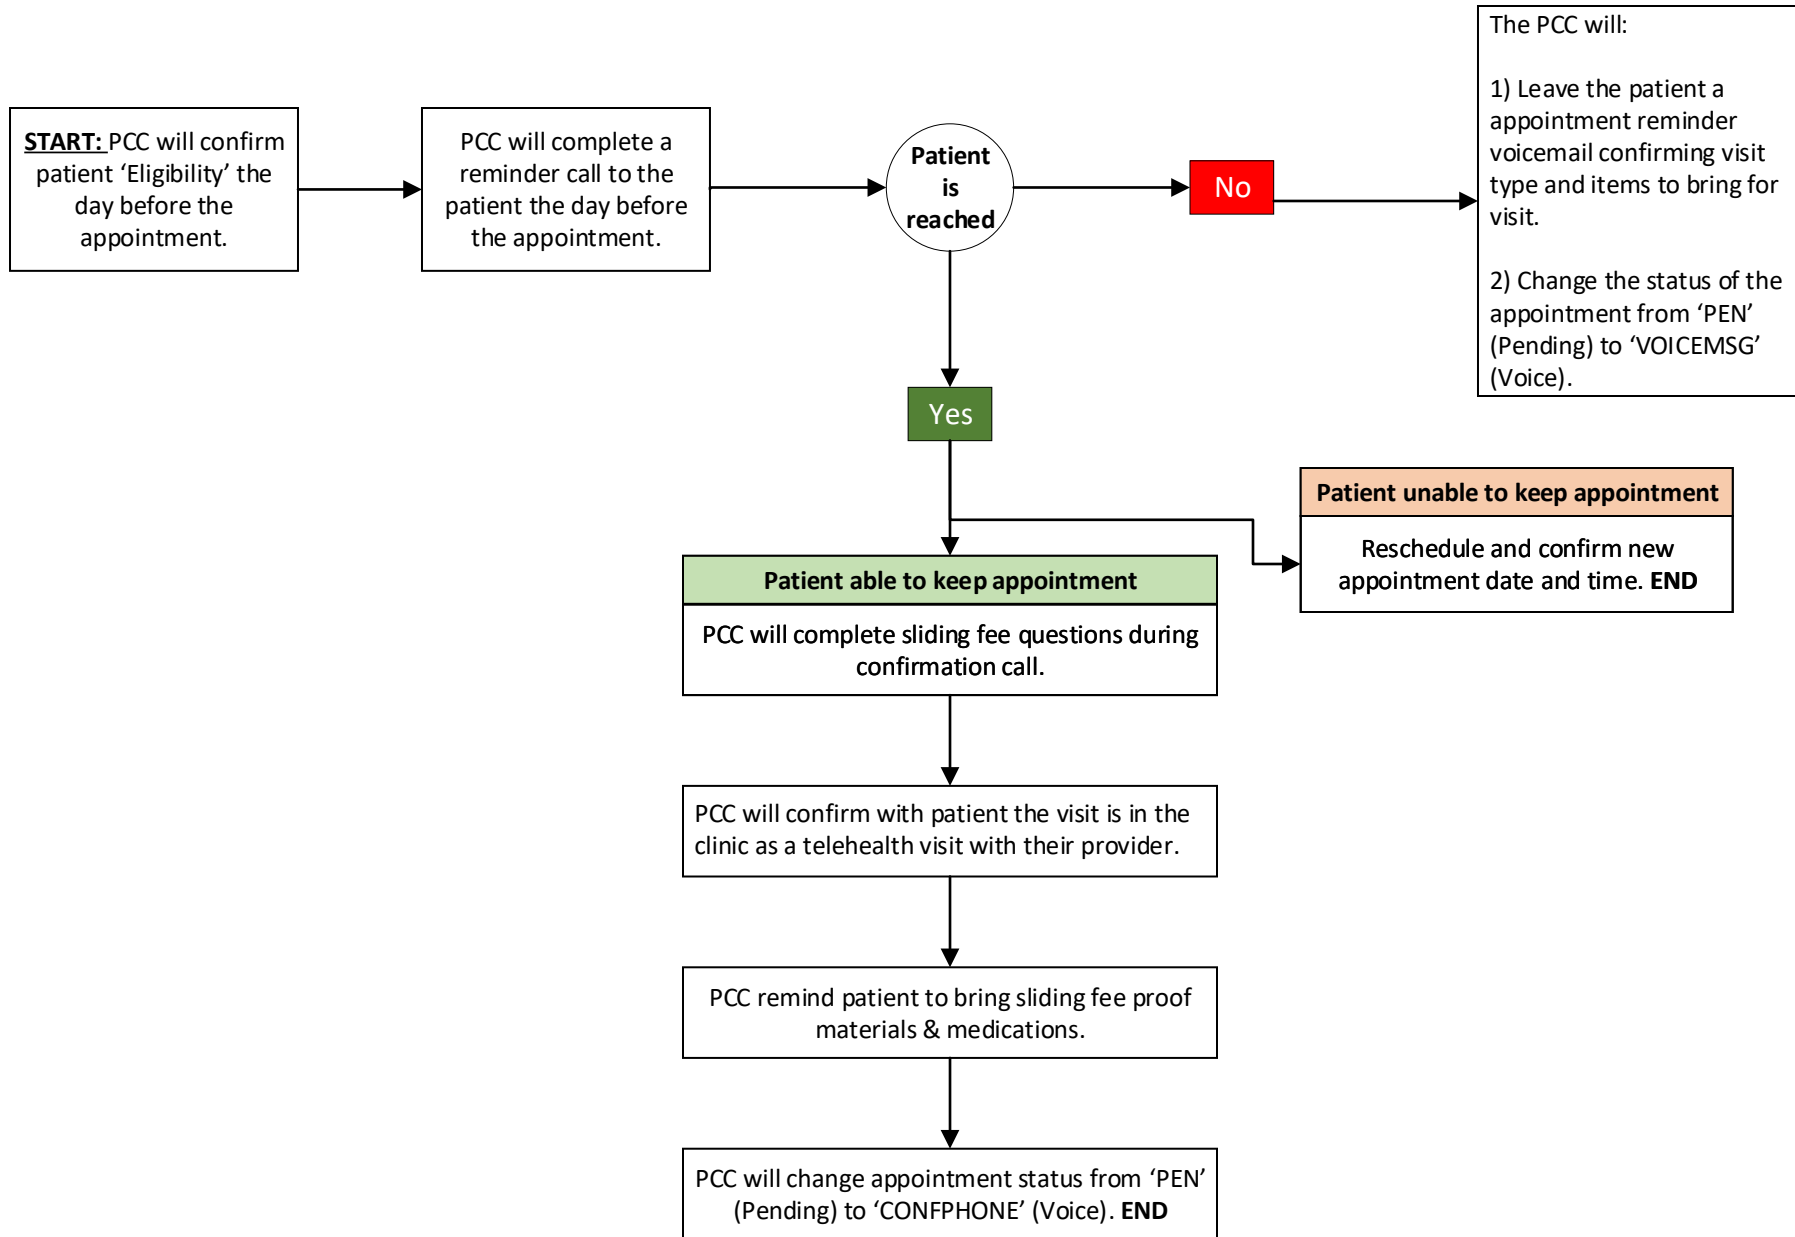 START: PCC will confirm
patient ‘Eligibility’ the
day before the
appointment.
PCC will complete a
reminder call to the
patient the day before
the appointment.
Patient
is
reached
No
The PCC will:
1) Leave the patient a
appointment reminder
voicemail confirming visit
type and items to bring for
visit.
2) Change the status of the
appointment from ‘PEN’
(Pending) to ‘VOICEMSG’
(Voice).
Yes
Patient unable to keep appointment
Reschedule and confirm new
appointment date and time. END
Patient able to keep appointment
PCC will complete sliding fee questions during
confirmation call.
PCC will confirm with patient the visit is in the
clinic as a telehealth visit with their provider.
PCC remind patient to bring sliding fee proof
materials & medications.
PCC will change appointment status from ‘PEN’
(Pending) to ‘CONFPHONE’ (Voice). END